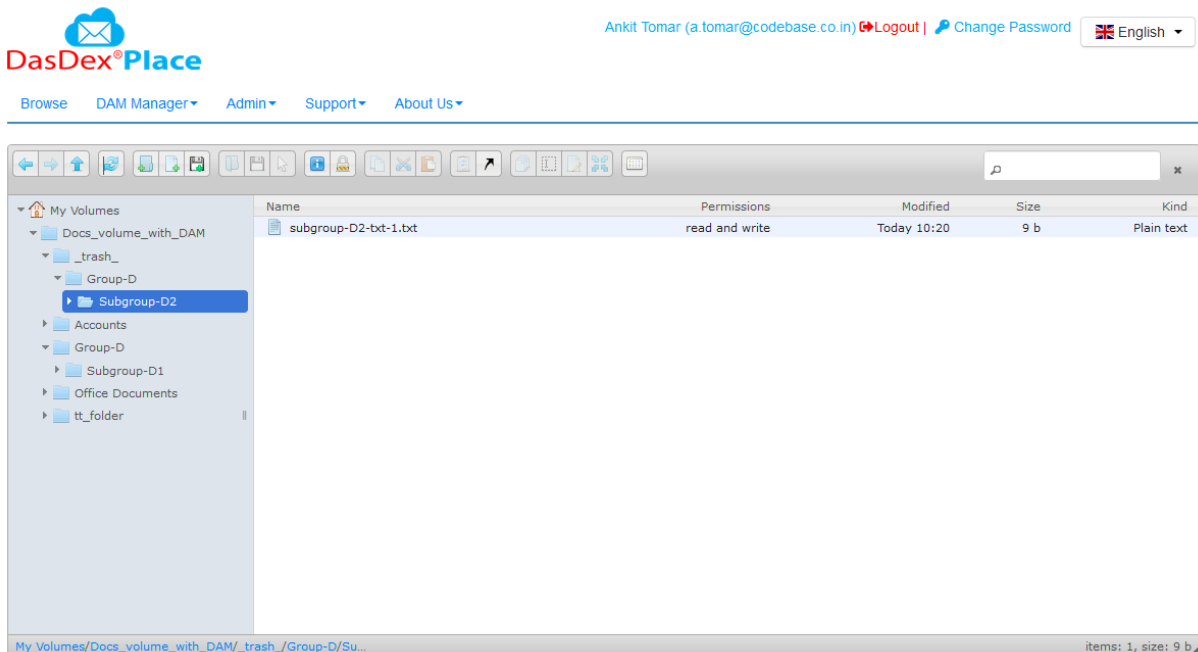 Ankit Tomar (a.tomar@codebase.co.in) Logout | Change Password English
DasDex®Place
Browse DAM Manager Admin Support About Us
My Volumes
Docs_volume_with_DAM
_trash_
Group-D
Subgroup-D2
Accounts
Group-D
Subgroup-D1
Office Documents
tt_folder
Name Permissions Modified Size Kind
subgroup-D2-txt-1.txt read and write Today 10:20 9 b Plain text
My Volumes/Docs_volume_with_DAM/_trash_/Group-D/Su... items: 1, size: 9 b